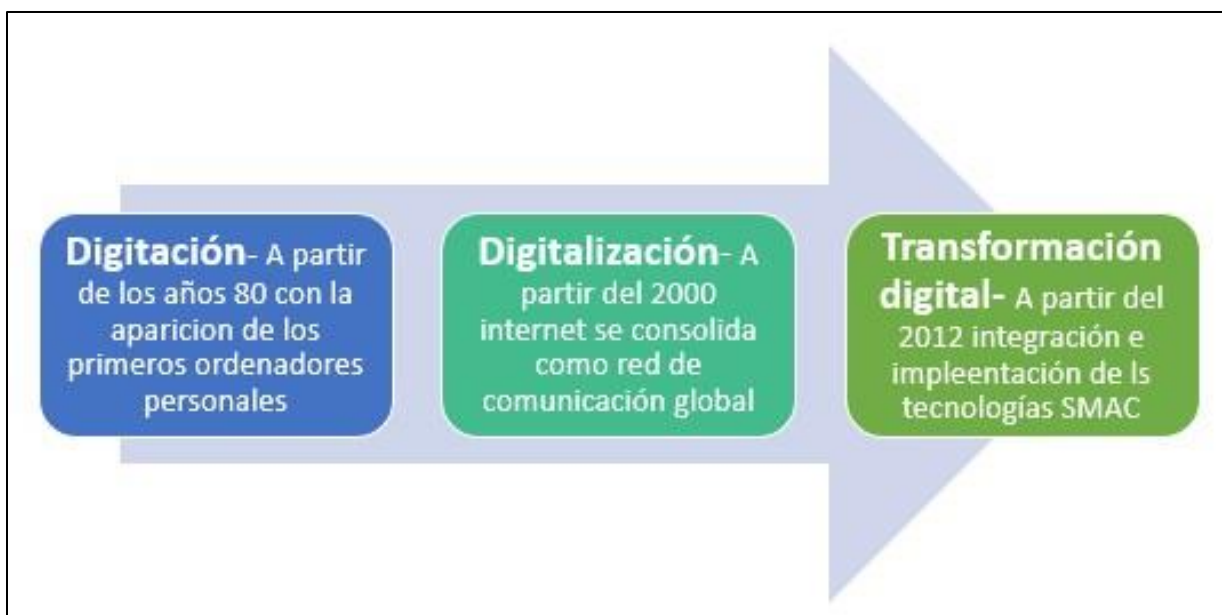 Digitación- A partir
de los años 80 con la
aparicion de los
primeros ordenadores
personales
Digitalización- A
partir del 2000
internet se consolida
como red de
comunicación global
Transformación
digital- A partir del
2012 integración e
impleentación de ls
tecnologías SMAC